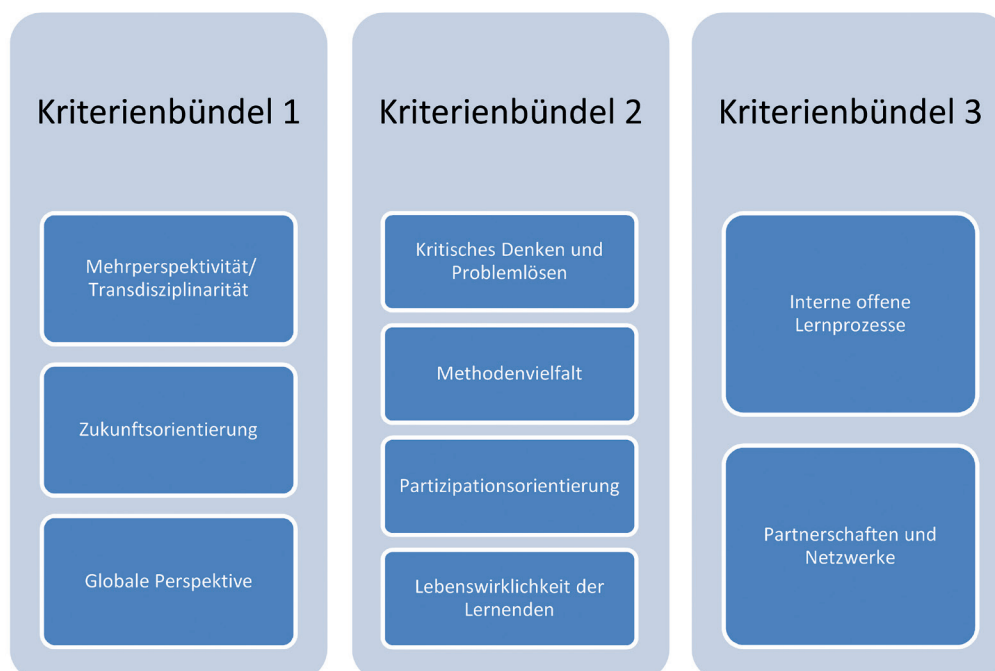 Kriterienbündel 1
Mehrperspektivität/
Transdisziplinarität
Zukunftsorientierung
Globale Perspektive
Kriterienbündel 2
Kritisches Denken und
Problemlösen
Methodenvielfalt
Partizipationsorientierung
Lebenswirklichkeit der
Lernenden
Kriterienbündel 3
Interne offene
Lernprozesse
Partnerschaften und
Netzwerke